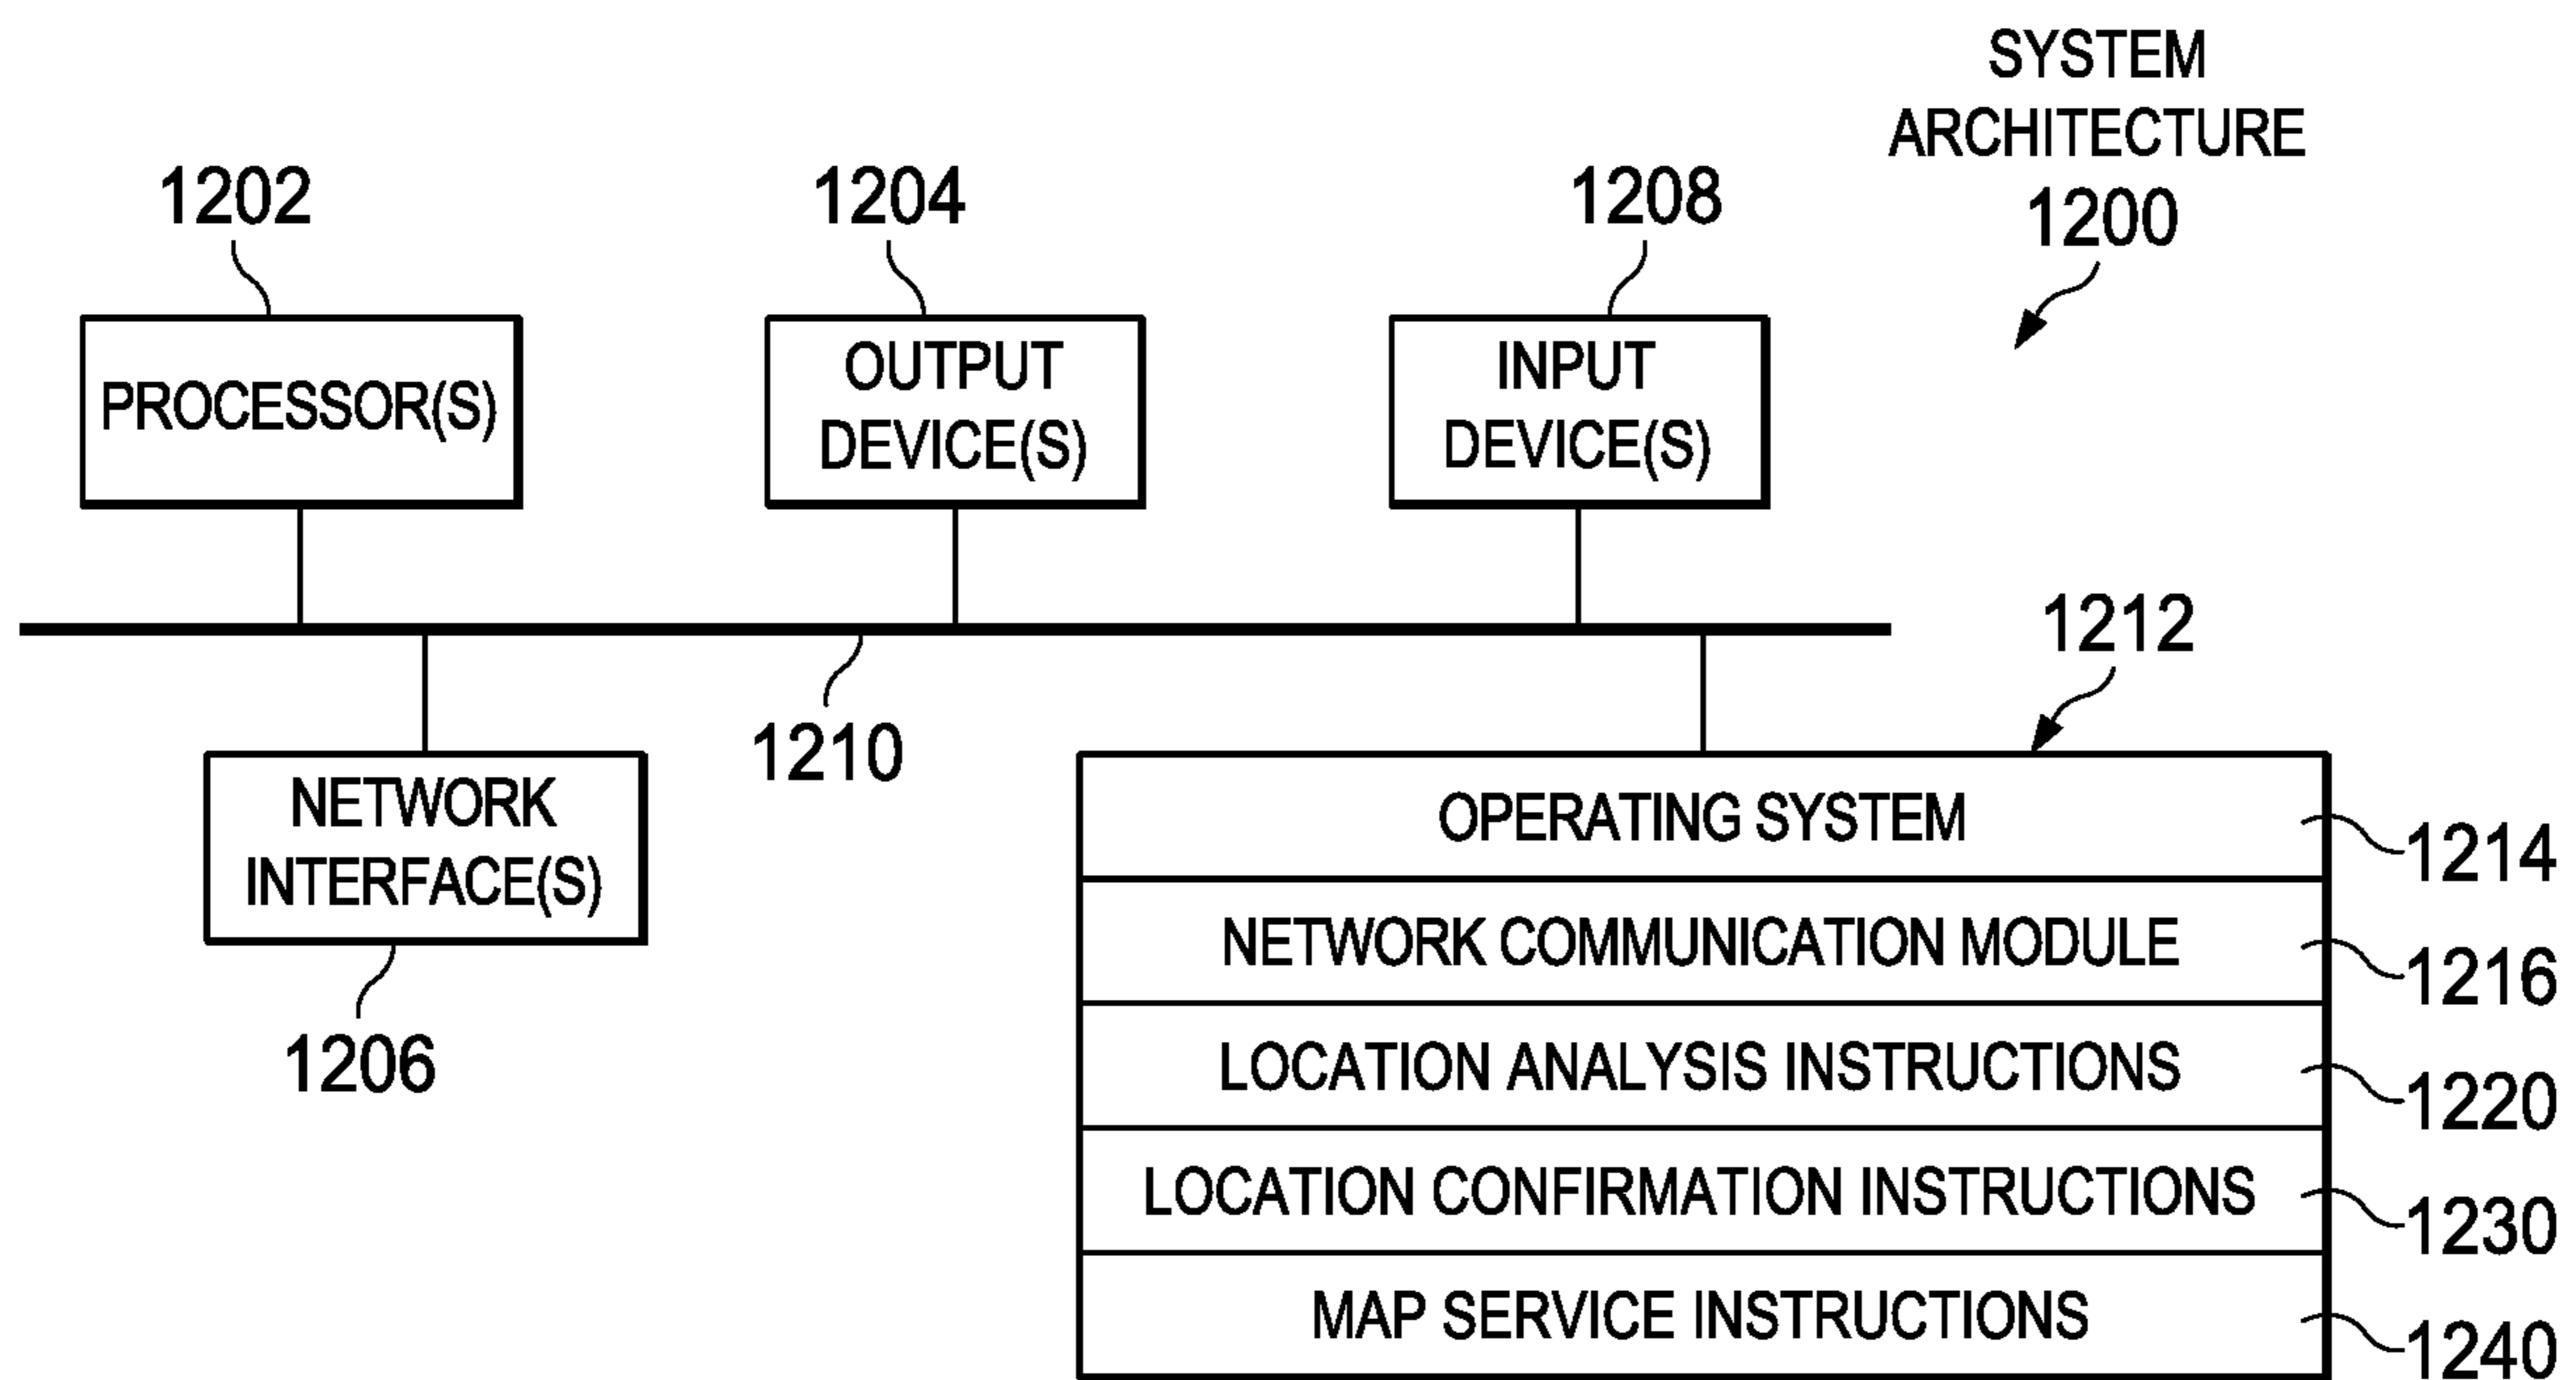 SYSTEM
ARCHITECTURE
1200
1202
1204
1208
PROCESSOR(S)
OUTPUT
DEVICE(S)
INPUT
DEVICE(S)
1212
1210
NETWORK
INTERFACE(S)
1206
OPERATING SYSTEM
1214
NETWORK COMMUNICATION MODULE
1216
LOCATION ANALYSIS INSTRUCTIONS
1220
LOCATION CONFIRMATION INSTRUCTIONS
1230
MAP SERVICE INSTRUCTIONS
1240